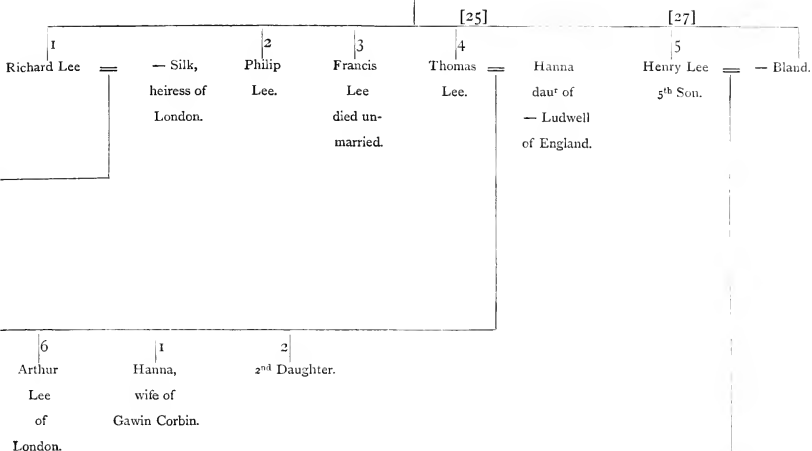 [25] [27]
1 2 3 4 5
Richard Lee = — Silk, heiress of London.
Philip Lee.
Francis Lee died un-married.
Thomas Lee. = Hanna daur of — Ludwell of England.
Henry Lee 5th Son. = — Bland.
6
Arthur
Lee
of
London.
1
Hanna,
wife of
Gawin Corbin.
2
2nd Daughter.